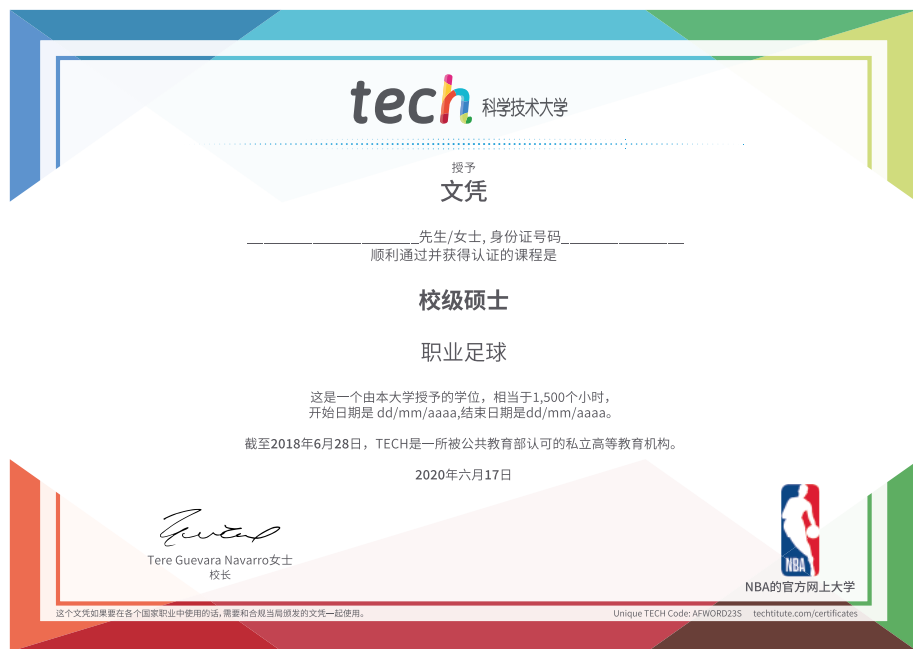 tech 科学技术大学
授予
文凭
_____________________先生/女士, 身份证号码_______________
顺利通过并获得认证的课程是
校级硕士
职业足球
这是一个由本大学授予的学位，相当于1,500个小时，
开始日期是 dd/mm/aaaa,结束日期是dd/mm/aaaa。
截至2018年6月28日，TECH是一所被公共教育部认可的私立高等教育机构。
2020年六月17日
Tere Guevara Navarro女士
校长
NBA
NBA的官方网上大学
这个文凭如果要在各个国家职业中使用的话,需要和合规当局颁发的文凭一起使用。
Unique TECH Code: AFWORD23S techtitute.com/certificates